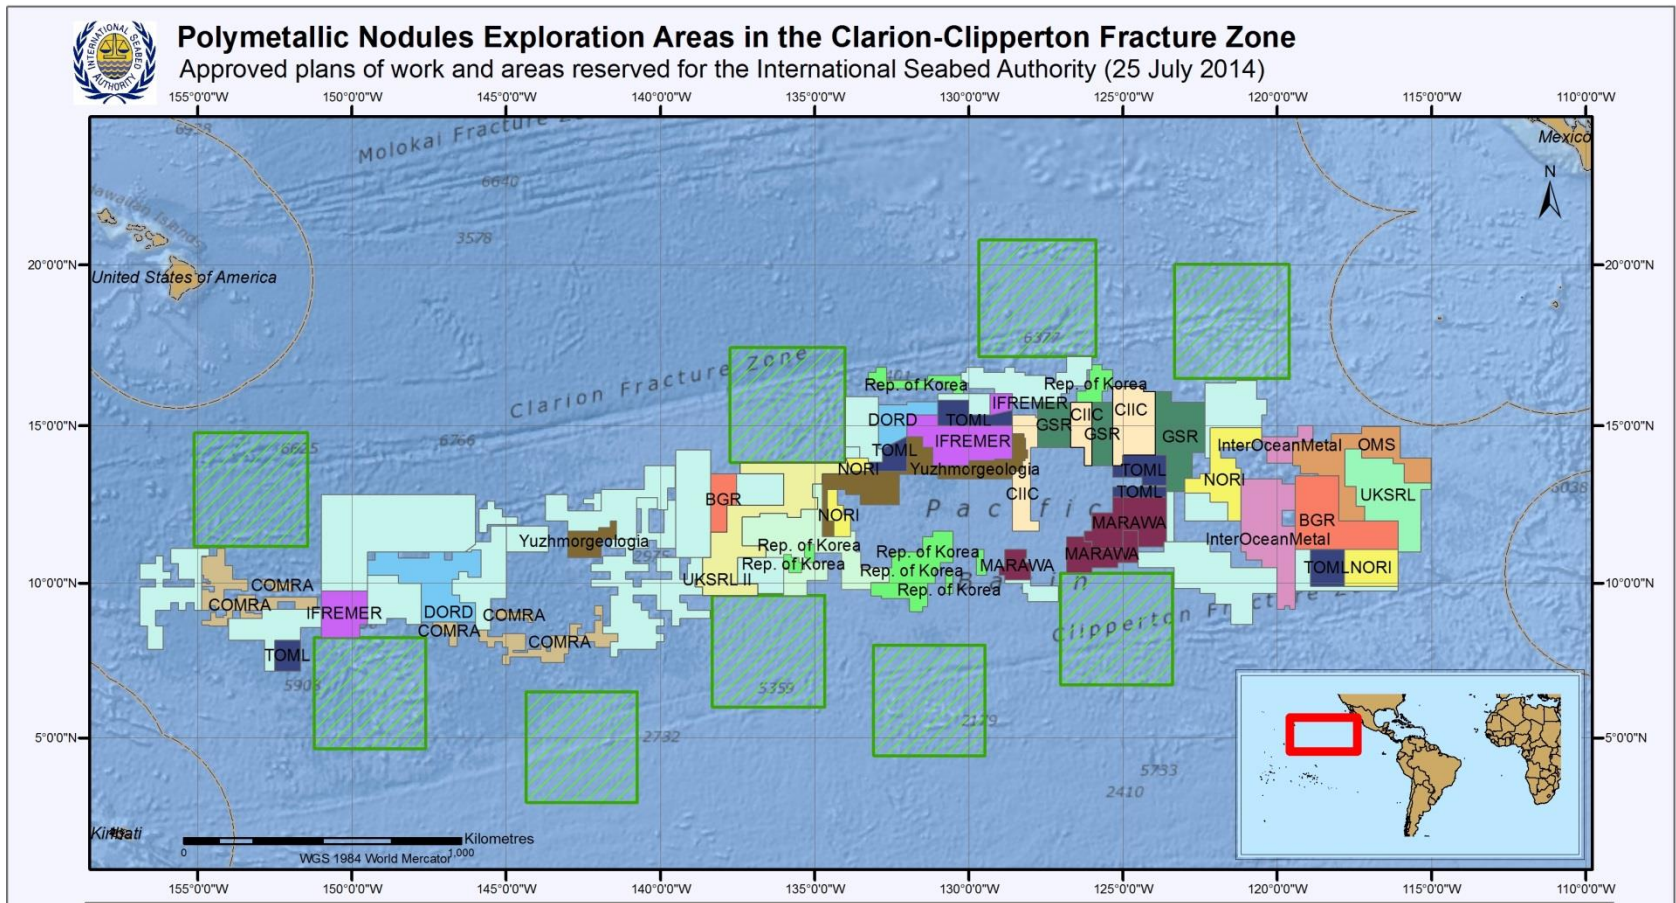 INTERNATIONAL SEABED AUTHORITY
Polymetallic Nodules Exploration Areas in the Clarion-Clipperton Fracture Zone
Approved plans of work and areas reserved for the International Seabed Authority (25 July 2014)
155°0'0"W 150°0'0"W 145°0'0"W 140°0'0"W 135°0'0"W 130°0'0"W 125°0'0"W 120°0'0"W 115°0'0"W 110°0'0"W
Molokai Fracture
Mexico
N
6640
Hawaiian Islands
3578
20°0'0"N
United States of America
20°0'0"N
6377
Clarion Fracture Zone
Rep. of Korea
Rep. of Korea
IFREMER
CIIC
CIIC
15°0'0"N
DORD
TOML
GSR
GSR
GSR
15°0'0"N
6625
6766
IFREMER
InterOceanMetal
OMS
TOML
NORI
Yuzhmorgeologia
TOML
NORI
BGR
CIIC
TOML
UKSRL
6038
NORI
Pacific
MARAWA
BGR
Yuzhmorgeologia
Rep. of Korea
Rep. of Korea
MARAWA
InterOceanMetal
2975
Rep. of Korea
Rep. of Korea
MARAWA
TOML
NORI
10°0'0"N
COMRA
UKSRL II
Rep. of Korea
Basin
10°0'0"N
COMRA
IFREMER
DORD
COMRA
COMRA
COMRA
Clipperton Fracture
TOML
5908
5359
2179
5°0'0"N
2732
5°0'0"N
5733
2410
Kiribati
Kilometres
0
1,000
WGS 1984 World Mercator
155°0'0"W 150°0'0"W 145°0'0"W 140°0'0"W 135°0'0"W 130°0'0"W 125°0'0"W 120°0'0"W 115°0'0"W 110°0'0"W